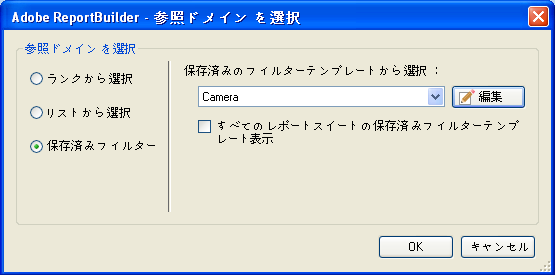 Adobe ReportBuilder - 参照ドメイン を選択
参照ドメイン を選択
ランクから選択
リストから選択
保存済みフィルター
保存済みのフィルターテンプレートから選択 :
Camera
編集
すべてのレポートスイートの保存済みフィルターテンプ
レート表示
OK
キャンセル